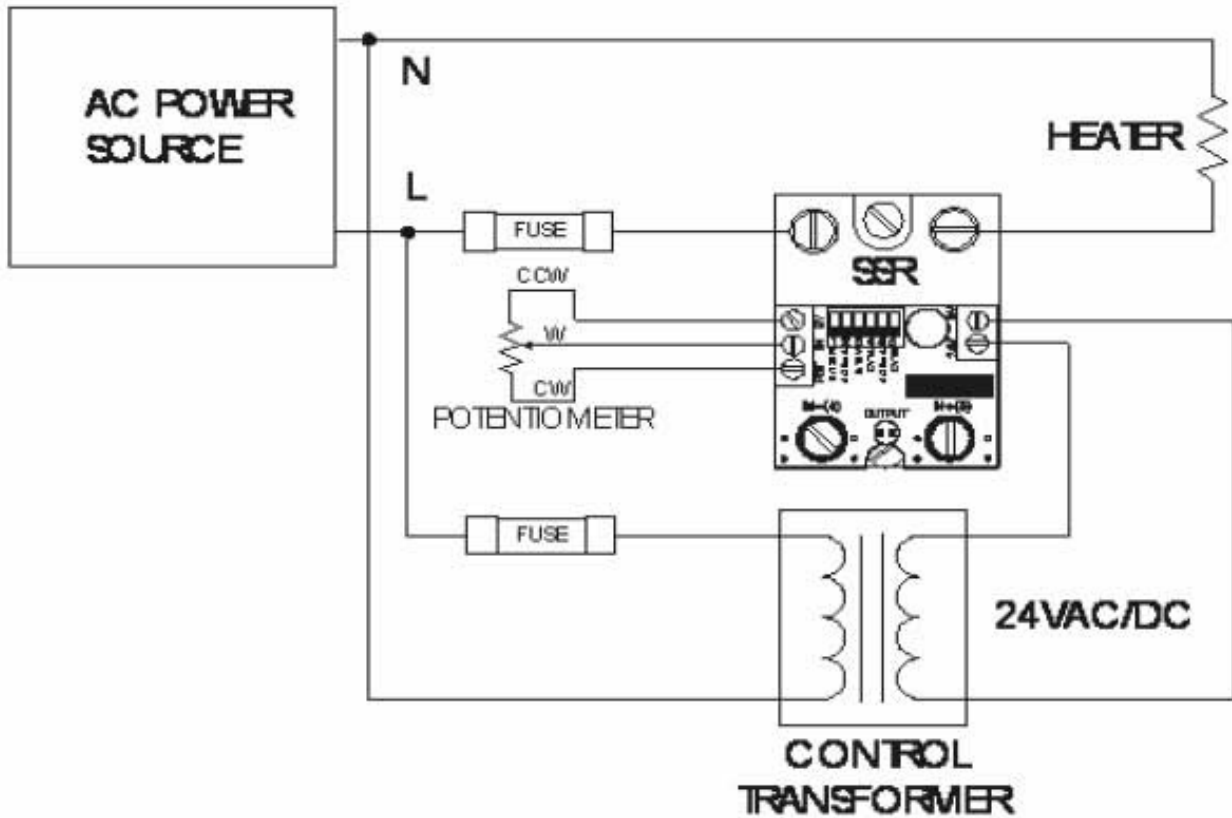 AC POWER
SOURCE
N
L
HEATER
FUSE
SSR
CCW
W
CW
POTENTIOMETER
OUTPUT
FUSE
24VAC/DC
CONTROL
TRANSFORMER